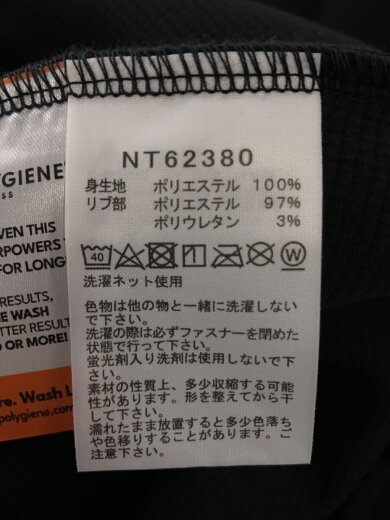 NT62380
身生地 ポリエステル 100%
リブ部 ポリエステル 97%
ポリウレタン 3%
40
W
洗濯ネット使用
色物は他の物と一緒に洗濯しない
で下さい。
洗濯の際は必ずファスナーを閉めた
状態で行って下さい。
蛍光剤入り洗剤は使用しないで下
さい。
素材の性質上、多少収縮する可能
性があります。形を整えてから干
して下さい。
濡れたまま放置すると多少色落ち
や色移りすることがあります。ご
注意下さい。
YGIENE
SS
VEN THIS
RPOWERS
FOR LONG
RESULTS,
E WASH
TTER RESULT
D OR MORE!
re. Wash L
polygiene.com